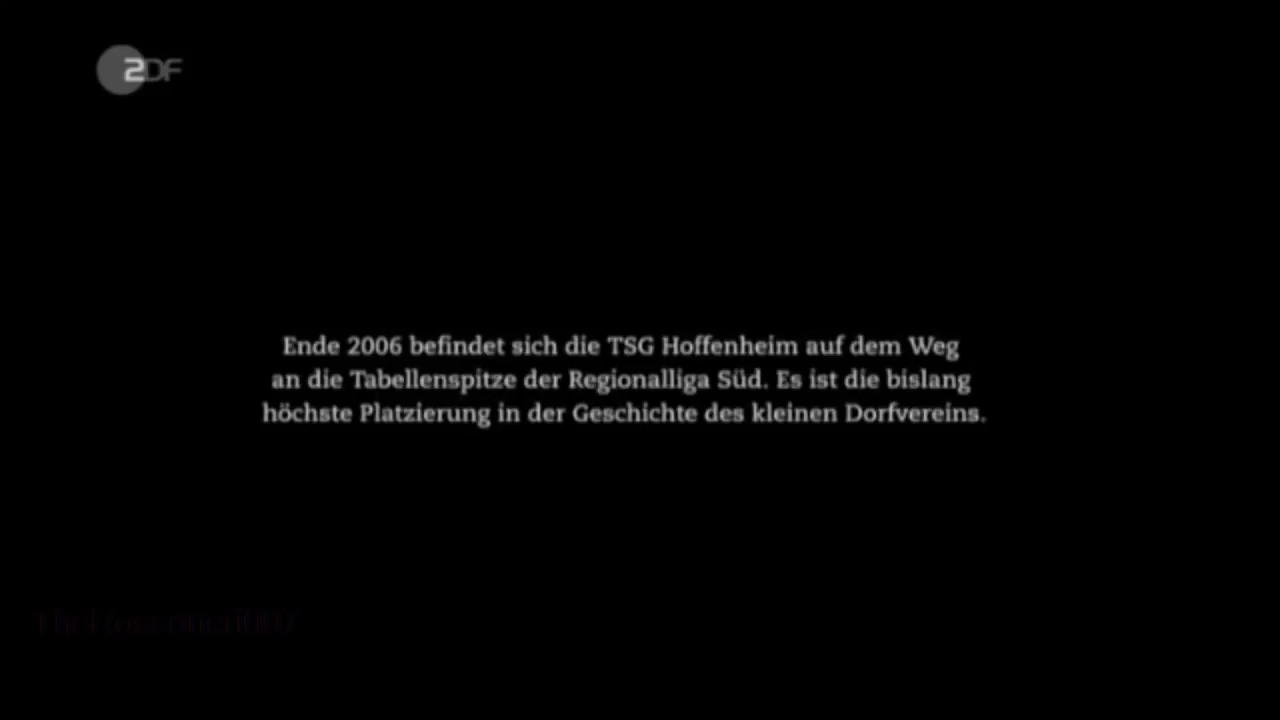 ZDF
Ende 2006 befindet sich die TSG Hoffenheim auf dem Weg
an die Tabellenspitze der Regionalliga Süd. Es ist die bislang
höchste Platzierung in der Geschichte des kleinen Dorfvereins.